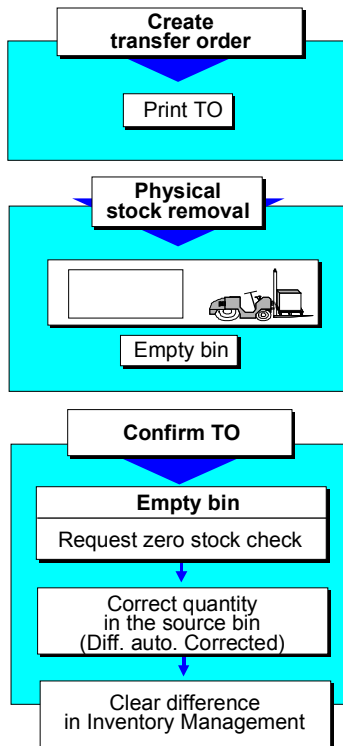 Create
transfer order
Print TO
Physical
stock removal
Empty bin
Confirm TO
Empty bin
Request zero stock check
Correct quantity
in the source bin
(Diff. auto. Corrected)
Clear difference
in Inventory Management